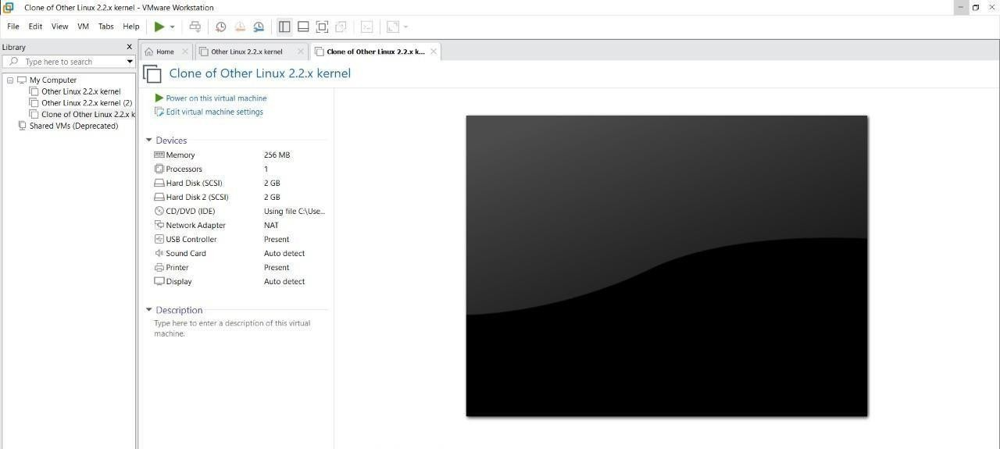 Clone of Other Linux 2.2.x kernel - VMware Workstation
File Edit View VM Tabs Help
Library X
Type here to search
My Computer
Other Linux 2.2.x kernel
Other Linux 2.2.x kernel (2)
Clone of Other Linux 2.2.x k
Shared VMs (Deprecated)
Home Other Linux 2.2.x kernel Clone of Other Linux 2.2.x k...
Clone of Other Linux 2.2.x kernel
Power on this virtual machine
Edit virtual machine settings
Devices
Memory 256 MB
Processors 1
Hard Disk (SCSI) 2 GB
Hard Disk 2 (SCSI) 2 GB
CD/DVD (IDE) Using file C:\Use...
Network Adapter NAT
USB Controller Present
Sound Card Auto detect
Printer Present
Display Auto detect
Description
Type here to enter a description of this virtual
machine.